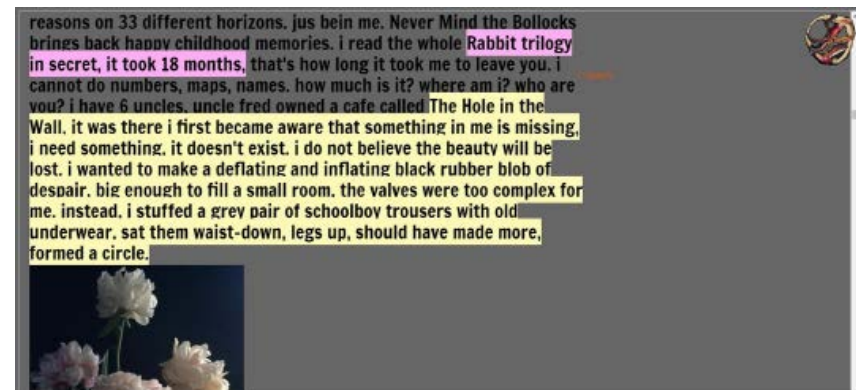 reasons on 33 different horizons. jus bein me. Never Mind the Bollocks
brings back happy childhood memories. i read the whole Rabbit trilogy
in secret, it took 18 months, that's how long it took me to leave you. i
cannot do numbers, maps, names. how much is it? where am i? who are
you? i have 6 uncles. uncle fred owned a cafe called The Hole in the
Wall. it was there i first became aware that something in me is missing,
i need something. it doesn't exist. i do not believe the beauty will be
lost. i wanted to make a deflating and inflating black rubber blob of
despair. big enough to fill a small room. the valves were too complex for
me. instead, i stuffed a grey pair of schoolboy trousers with old
underwear. sat them waist-down, legs up, should have made more,
formed a circle.